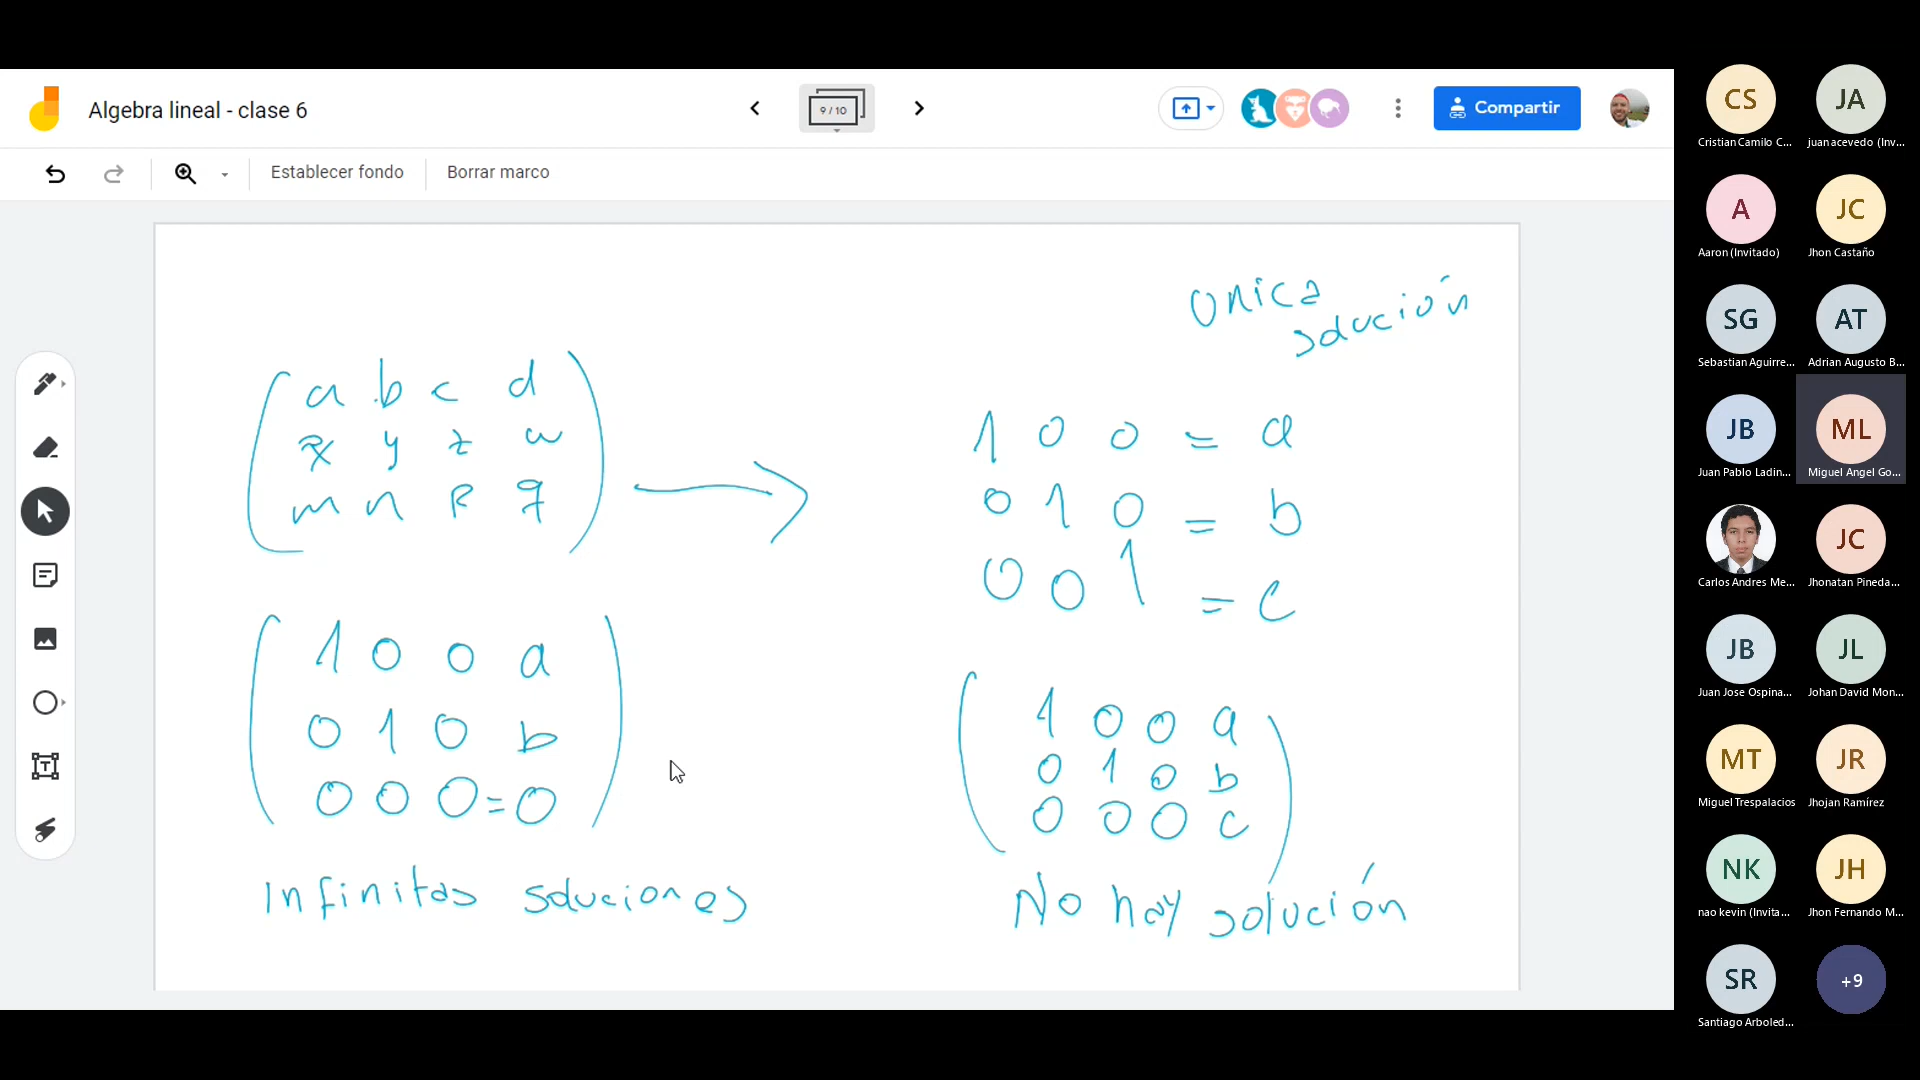 Algebra lineal - clase 6
9 / 10
Compartir
Establecer fondo
Borrar marco
Unica
solución
a b c d
x y z w
m n p q
1 0 0 = a
0 1 0 = b
0 0 1 = c
1 0 0 a
0 1 0 b
0 0 0 = 0
Infinitas soluciones
1 0 0 a
0 1 0 b
0 0 0 c
No hay solución
CS
Cristian Camilo C...
JA
juan acevedo (Inv...
A
Aaron (Invitado)
JC
Jhon Castaño
SG
Sebastian Aguirre...
AT
Adrian Augusto B...
JB
Juan Pablo Ladin...
ML
Miguel Angel Go...
Carlos Andres Me...
JC
Jhonatan Pineda...
JB
Juan Jose Ospina...
JL
Johan David Mon...
MT
Miguel Trespalacios
JR
Jhojan Ramírez
NK
nao kevin (Invita...
JH
Jhon Fernando M...
SR
Santiago Arboled...
+9